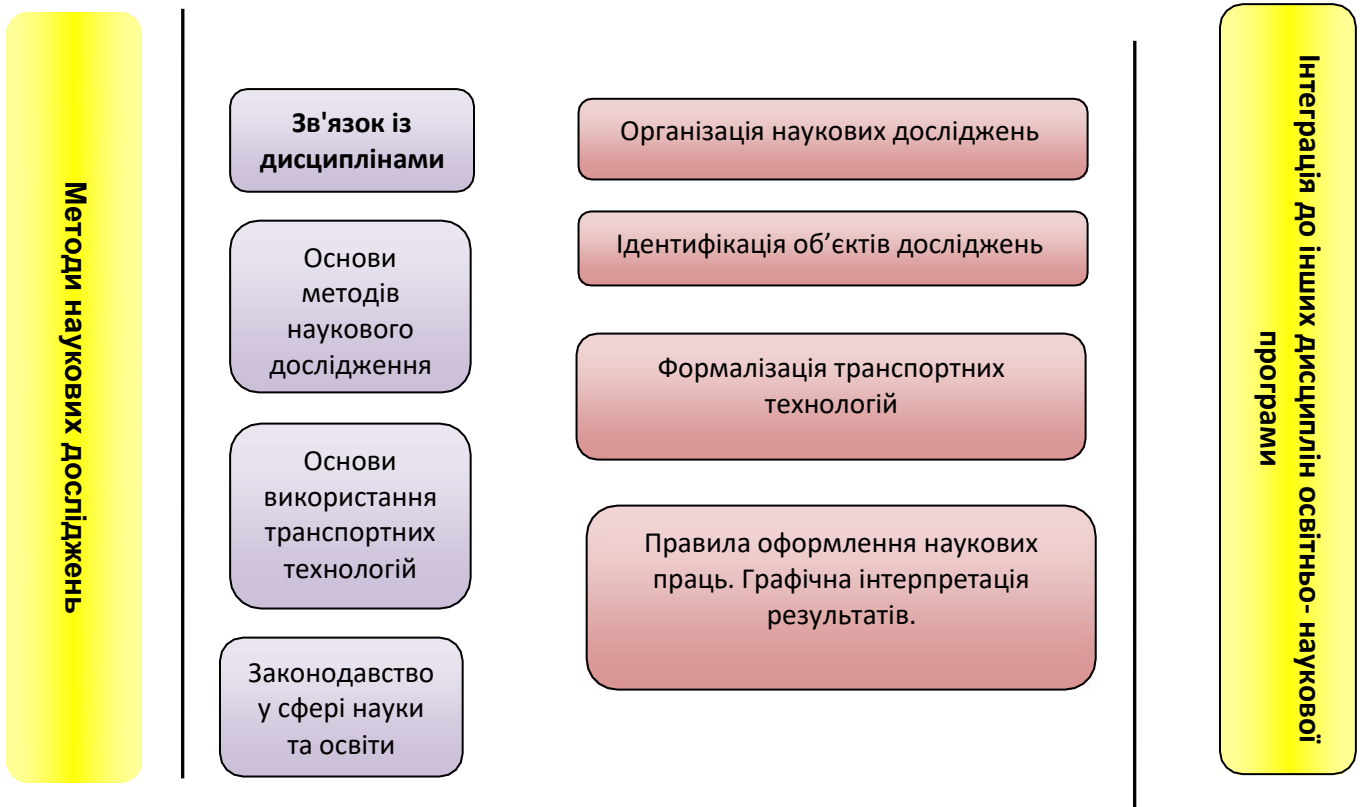 Методи наукових досліджень
Зв'язок із
дисциплінами
Основи
методів
наукового
дослідження
Основи
використання
транспортних
технологій
Законодавство
у сфері науки
та освіти
Організація наукових досліджень
Ідентифікація об’єктів досліджень
Формалізація транспортних
технологій
Правила оформлення наукових
праць. Графічна інтерпретація
результатів.
Інтеграція до інших дисциплін освітньо- наукової
програми